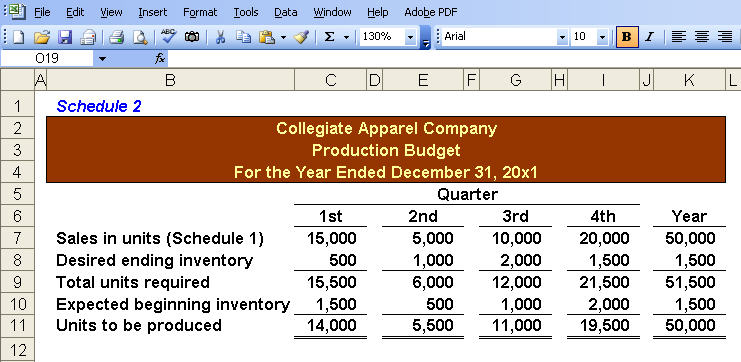 File Edit View Insert Format Tools Data Window Help Adobe PDF
ABC Σ 130% Arial 10 B I
O19 fx
A B C D E F G H I J K L
1 Schedule 2
2 Collegiate Apparel Company
3 Production Budget
4 For the Year Ended December 31, 20x1
5 Quarter
6 1st 2nd 3rd 4th Year
7 Sales in units (Schedule 1) 15,000 5,000 10,000 20,000 50,000
8 Desired ending inventory 500 1,000 2,000 1,500 1,500
9 Total units required 15,500 6,000 12,000 21,500 51,500
10 Expected beginning inventory 1,500 500 1,000 2,000 1,500
11 Units to be produced 14,000 5,500 11,000 19,500 50,000
12